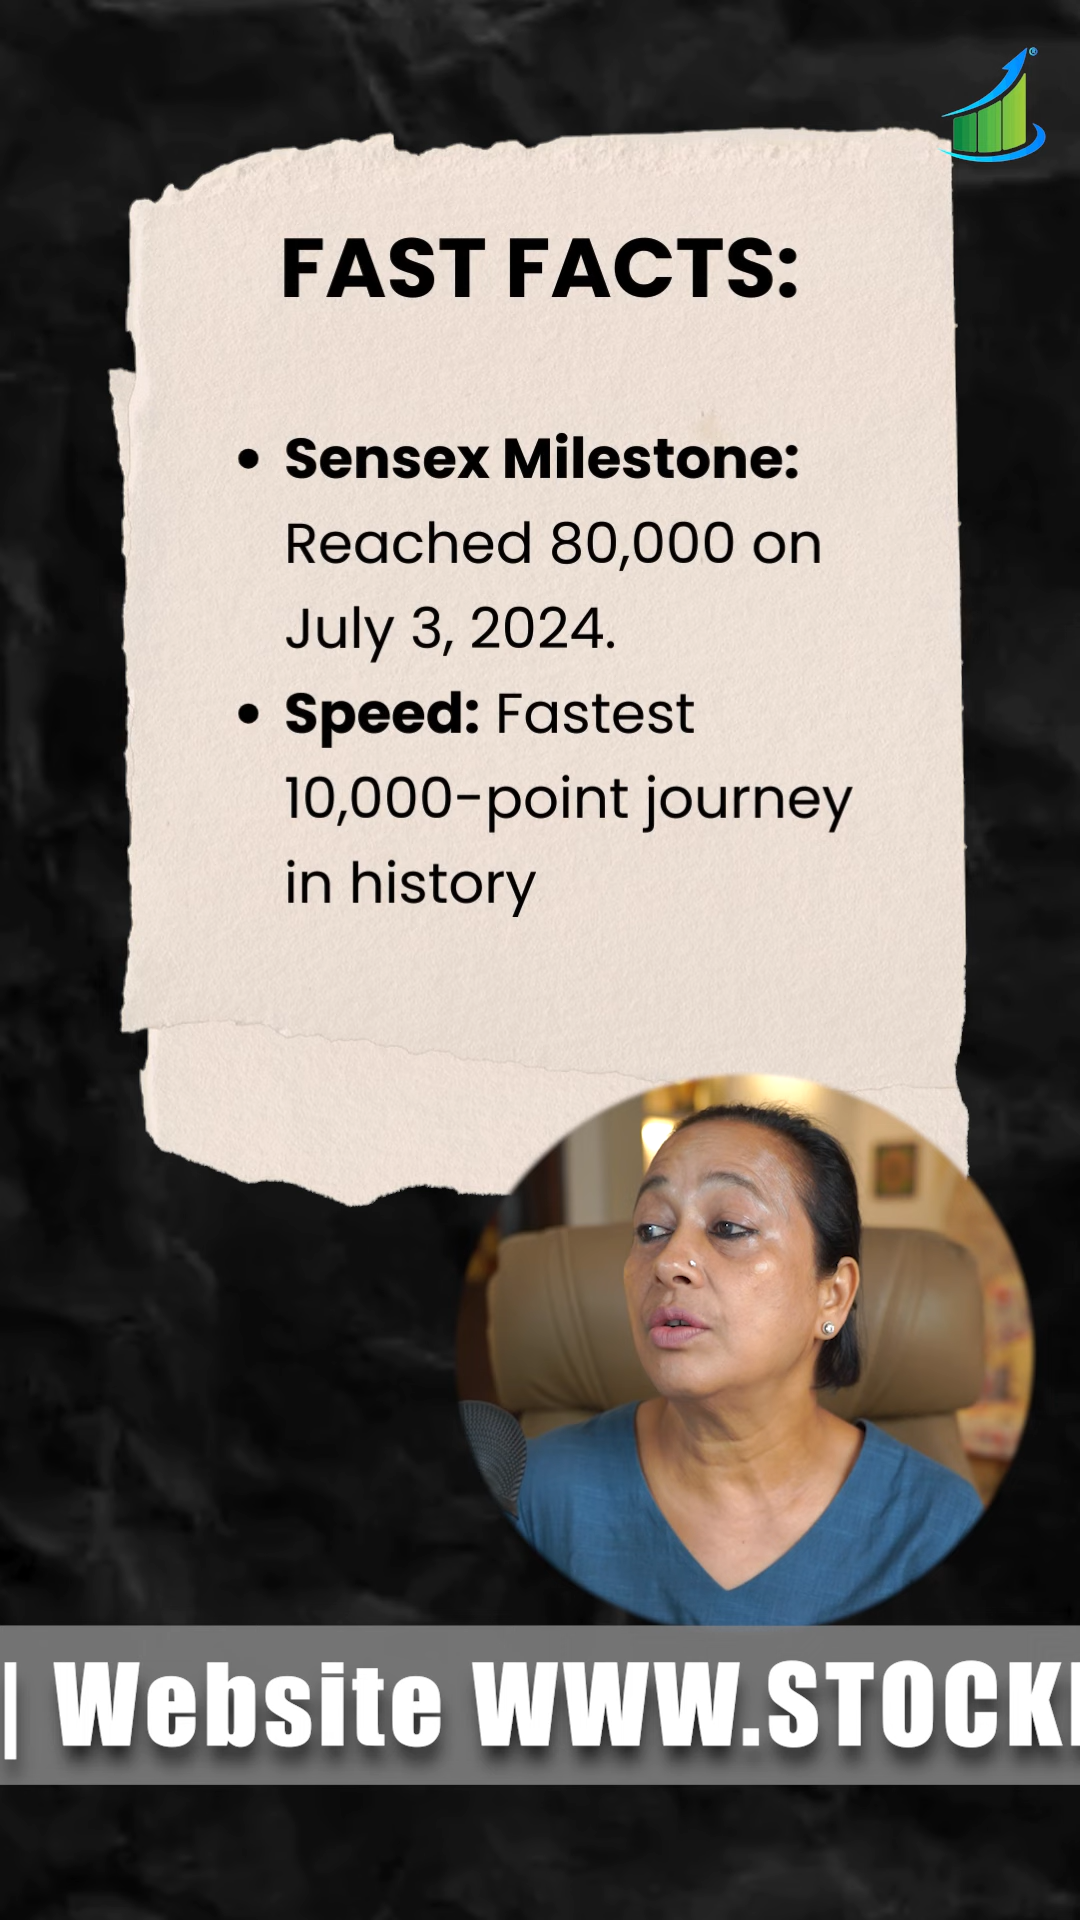 FAST FACTS:
• Sensex Milestone:
Reached 80,000 on
July 3, 2024.
• Speed: Fastest
10,000-point journey
in history
| Website WWW.STOCK